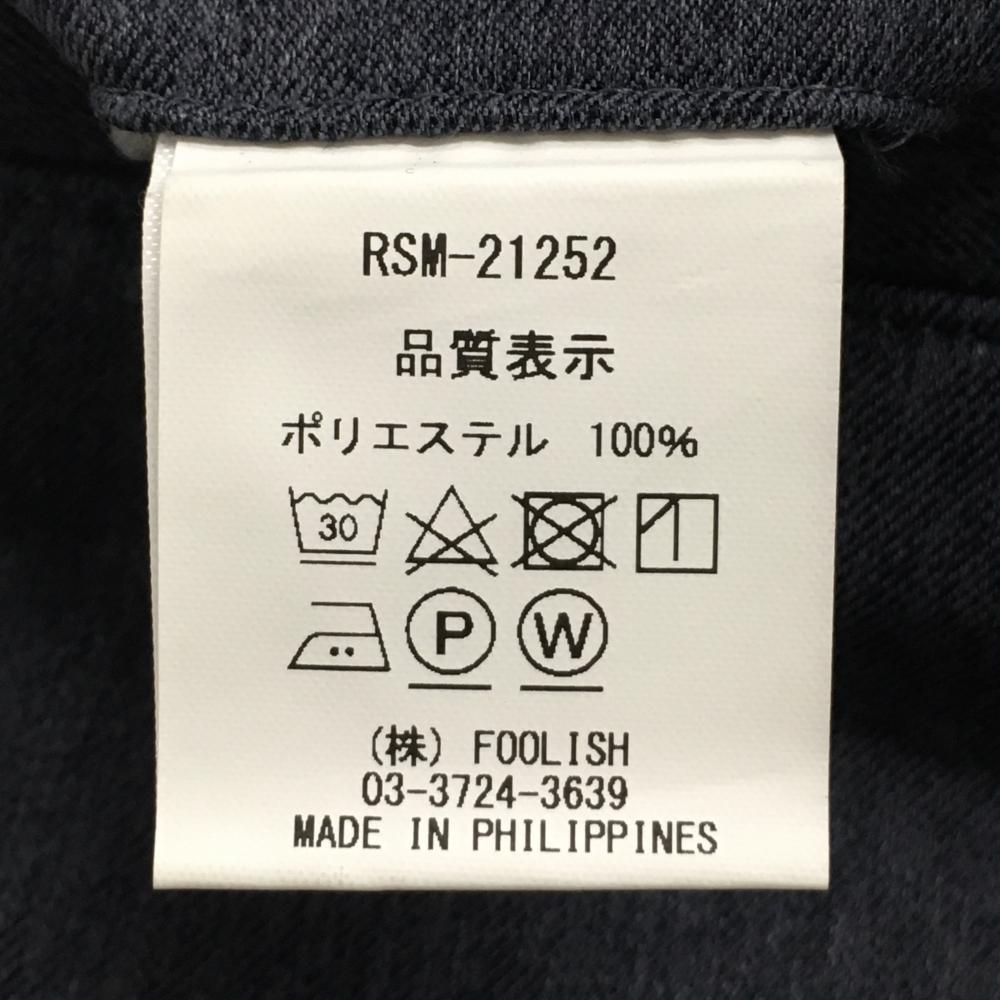 RSM-21252
品質表示
ポリエステル 100%
30
P W
(株) FOOLISH
03-3724-3639
MADE IN PHILIPPINES